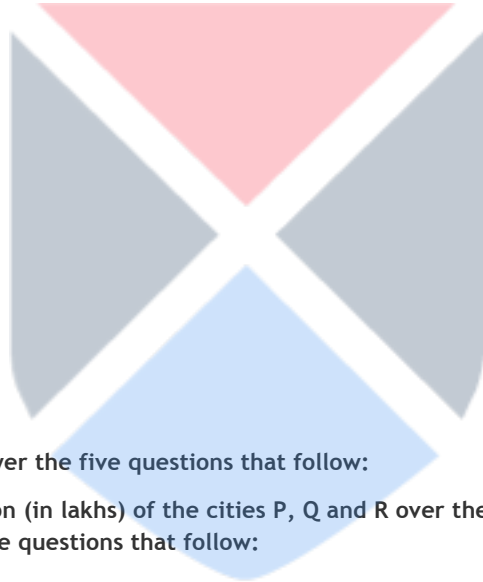 ver the five questions that follow:
on (in lakhs) of the cities P, Q and R over the
e questions that follow: